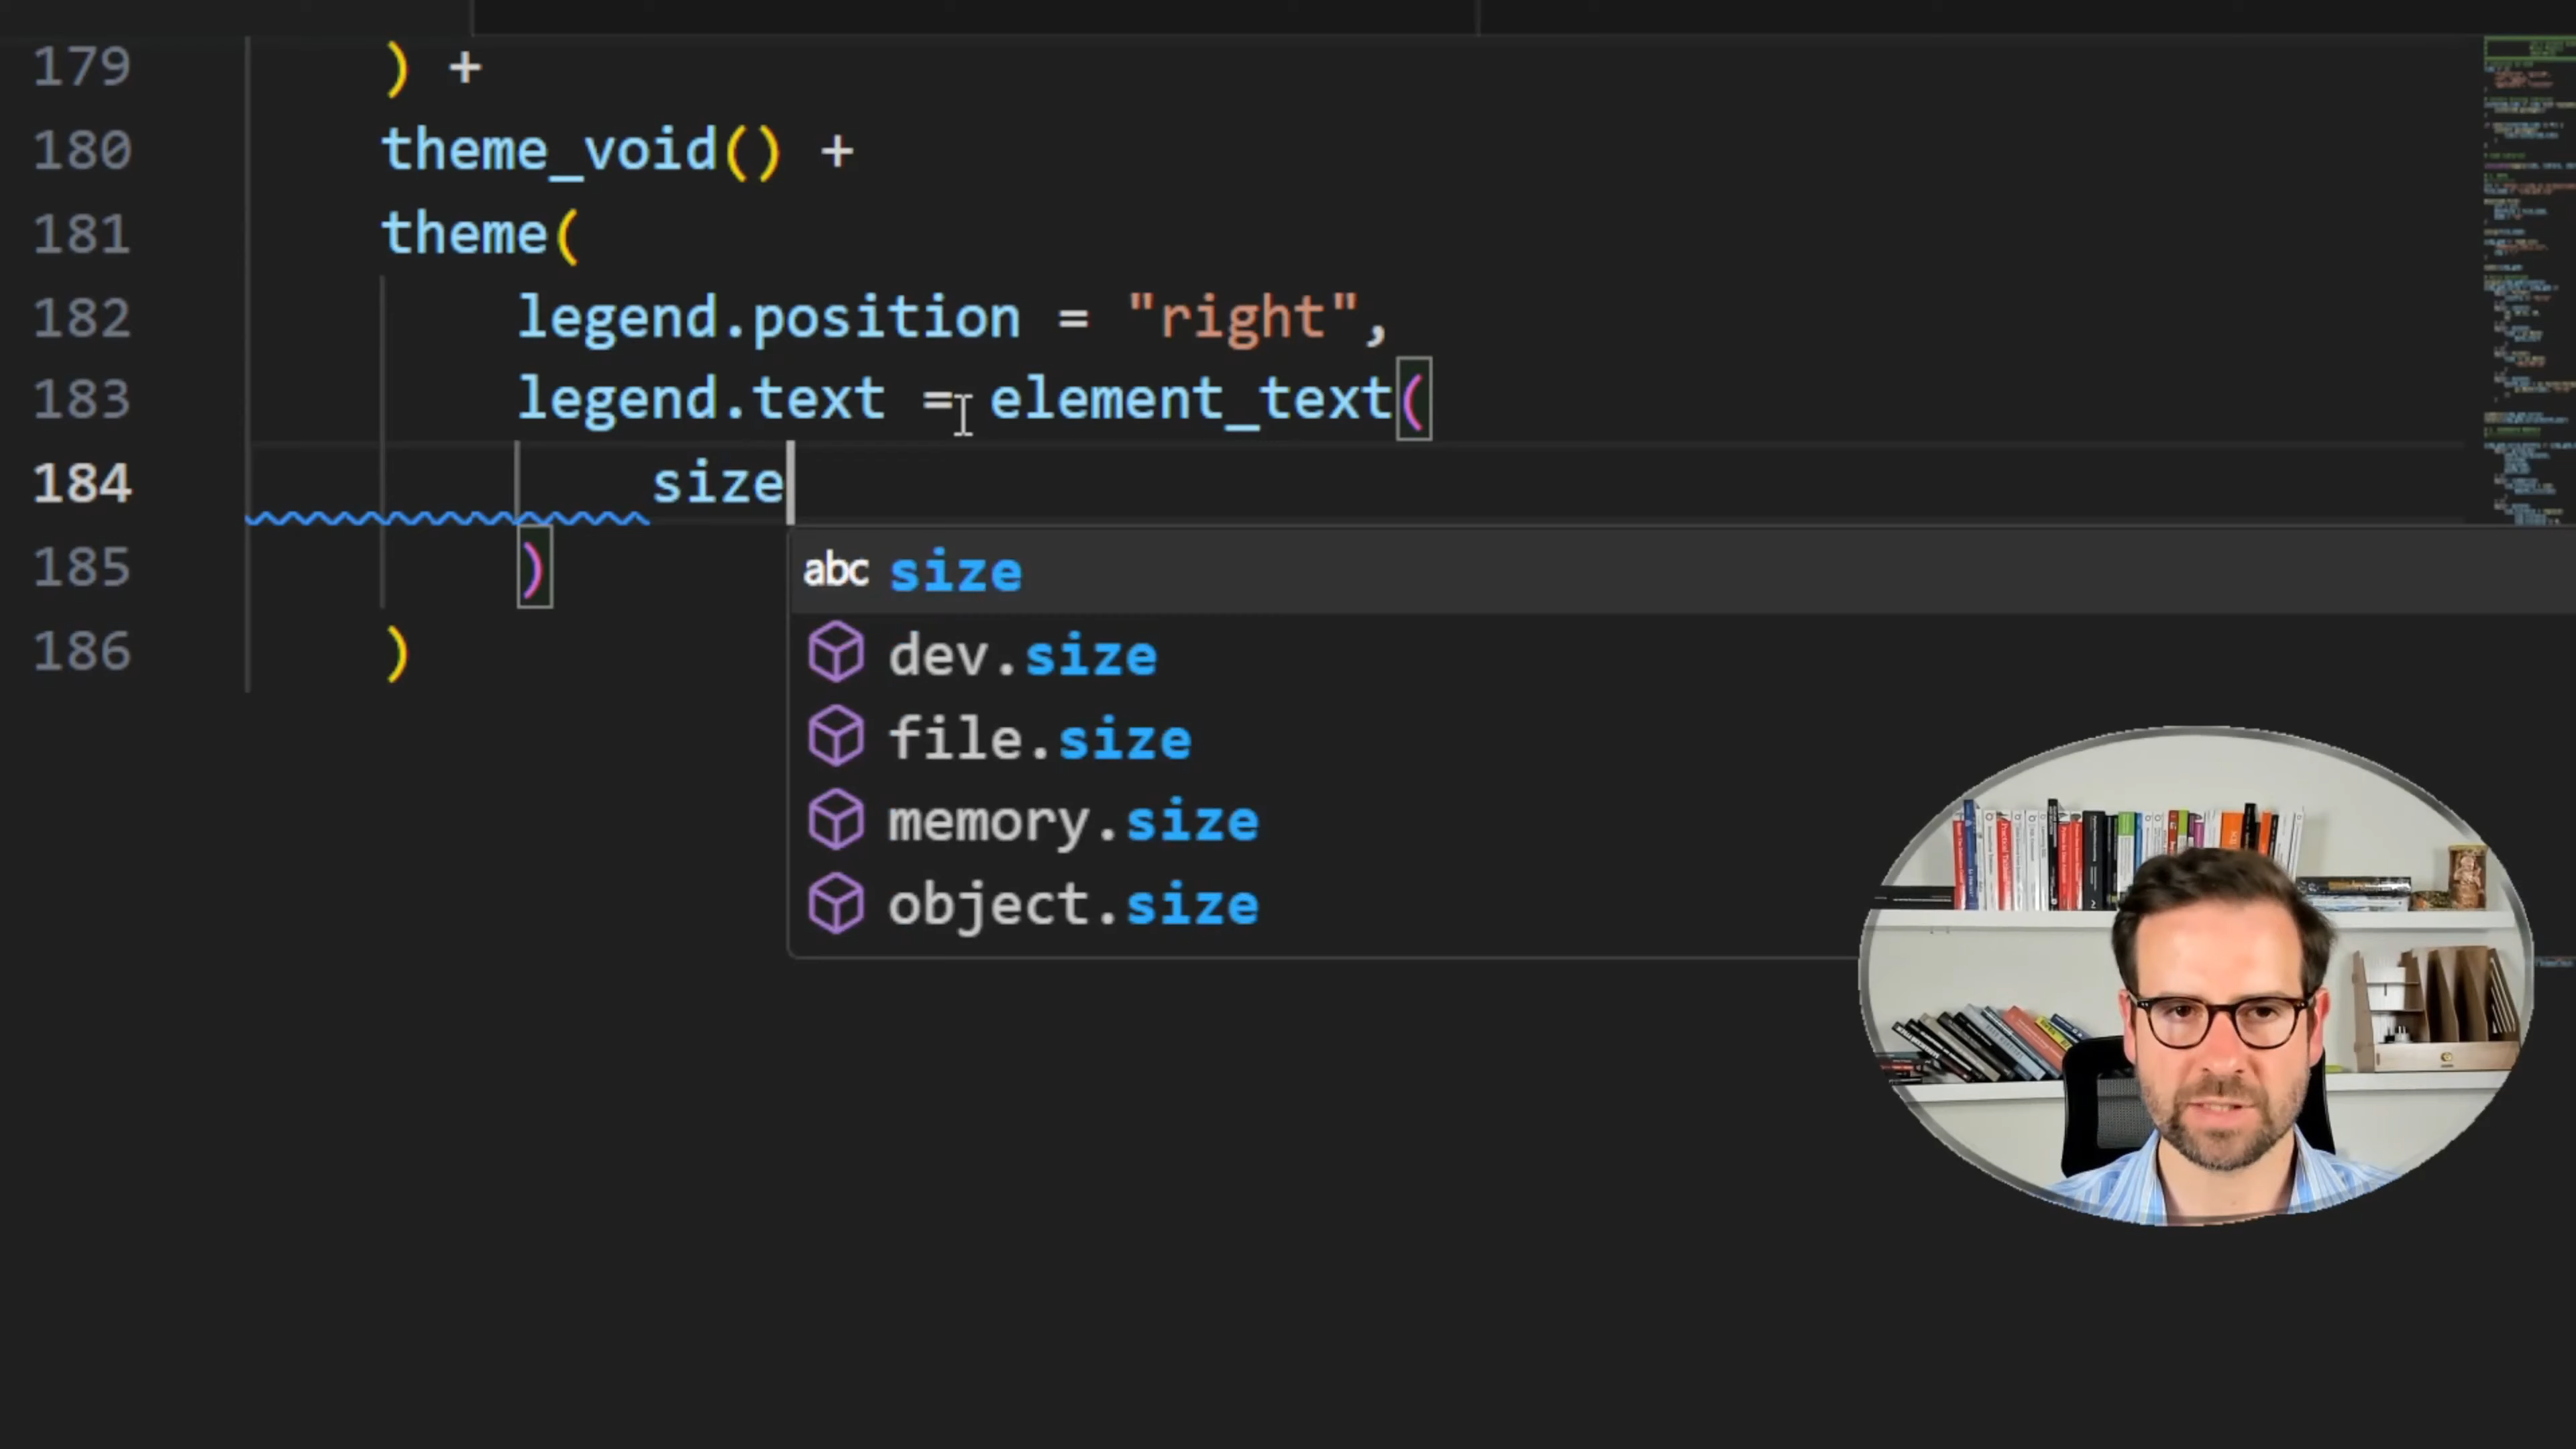 179 ) +
180 theme_void() +
181 theme(
182 legend.position = "right",
183 legend.text = element_text(
184 size
185 )
186 )
abc size
dev.size
file.size
memory.size
object.size